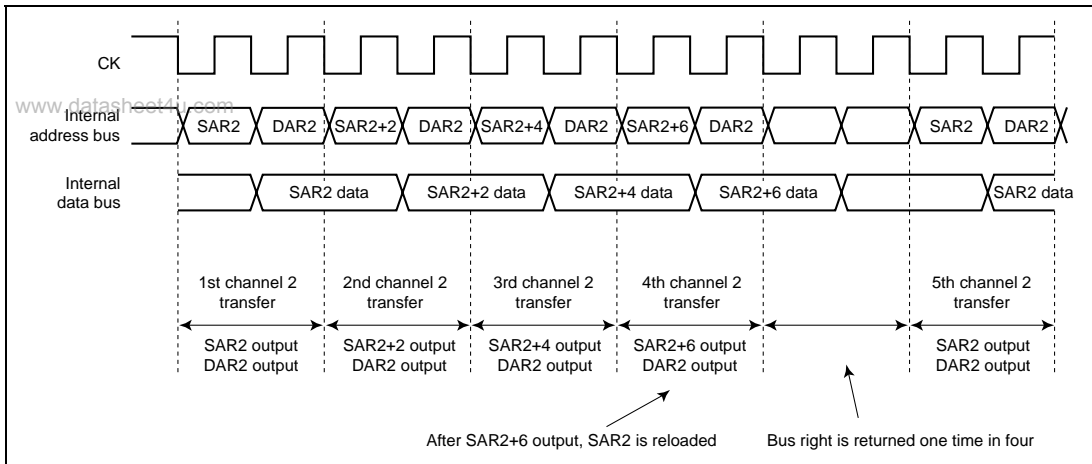 CK
www.datasheet4u.com
Internal
address bus
SAR2 DAR2 SAR2+2 DAR2 SAR2+4 DAR2 SAR2+6 DAR2 SAR2 DAR2
Internal
data bus
SAR2 data SAR2+2 data SAR2+4 data SAR2+6 data SAR2 data
1st channel 2
transfer
2nd channel 2
transfer
3rd channel 2
transfer
4th channel 2
transfer
5th channel 2
transfer
SAR2 output
DAR2 output
SAR2+2 output
DAR2 output
SAR2+4 output
DAR2 output
SAR2+6 output
DAR2 output
SAR2 output
DAR2 output
After SAR2+6 output, SAR2 is reloaded
Bus right is returned one time in four